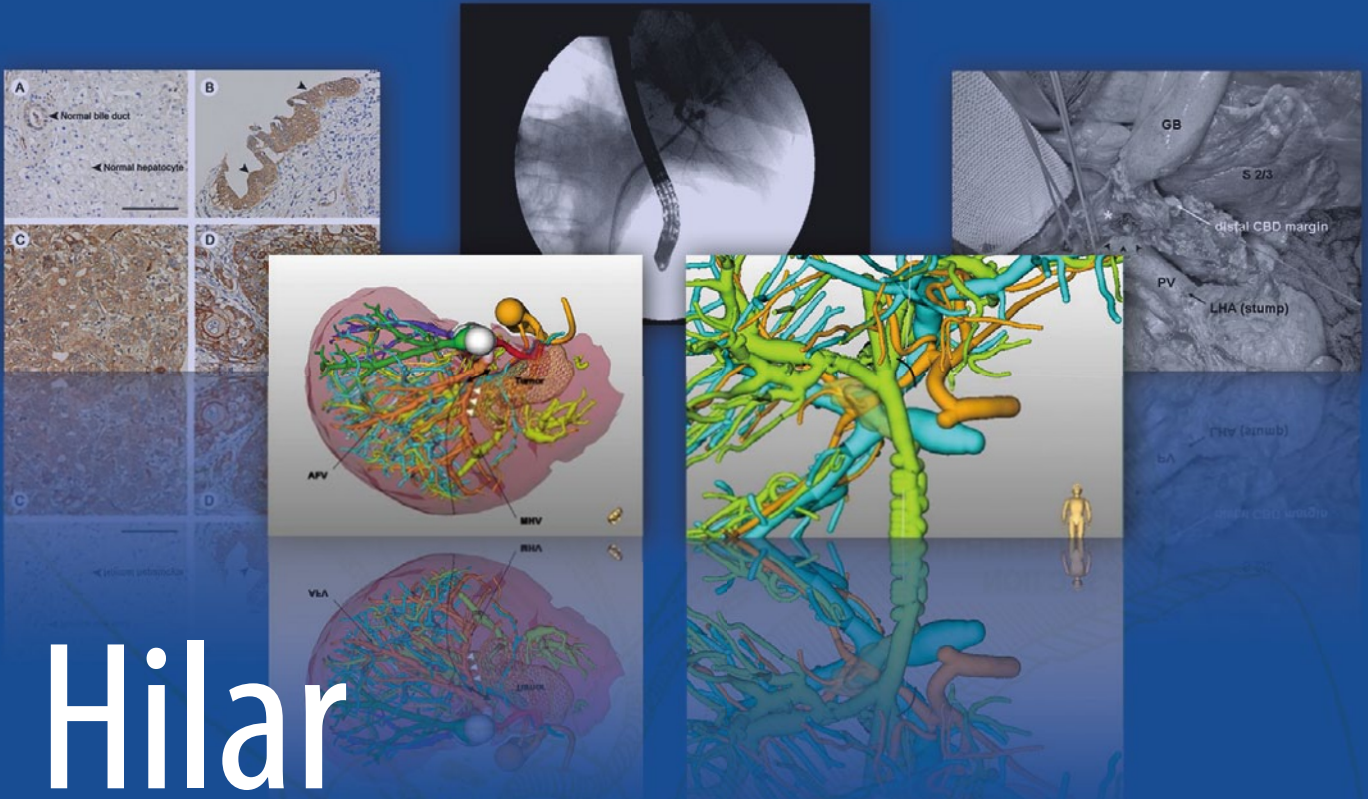 A
B
Normal bile duct
Normal hepatocyte
C
D
GB
S 2/3
*
distal CBD margin
PV
LHA (stump)
Tumor
APV
MHV
Hilar